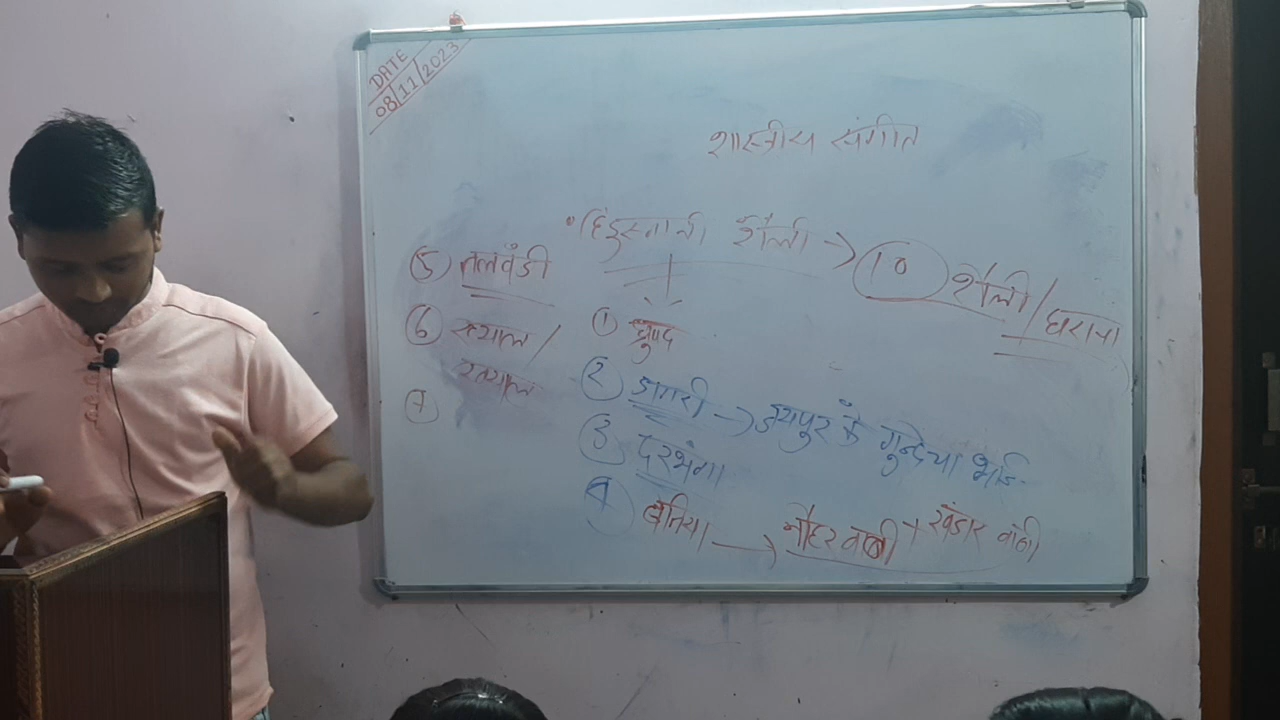 DATE
08/11/2023
शास्त्रीय संगीत
• हिंदुस्तानी शैली → 10 शैली / घराना
① ध्रुपद
② डागरी → जयपुर के गुन्देचा भाई
③ दरभंगा
④ बेतिया → नौहर वाणी + खंडार वाणी
⑤ तलवंडी
⑥ ख्याल /
ख्याल
⑦